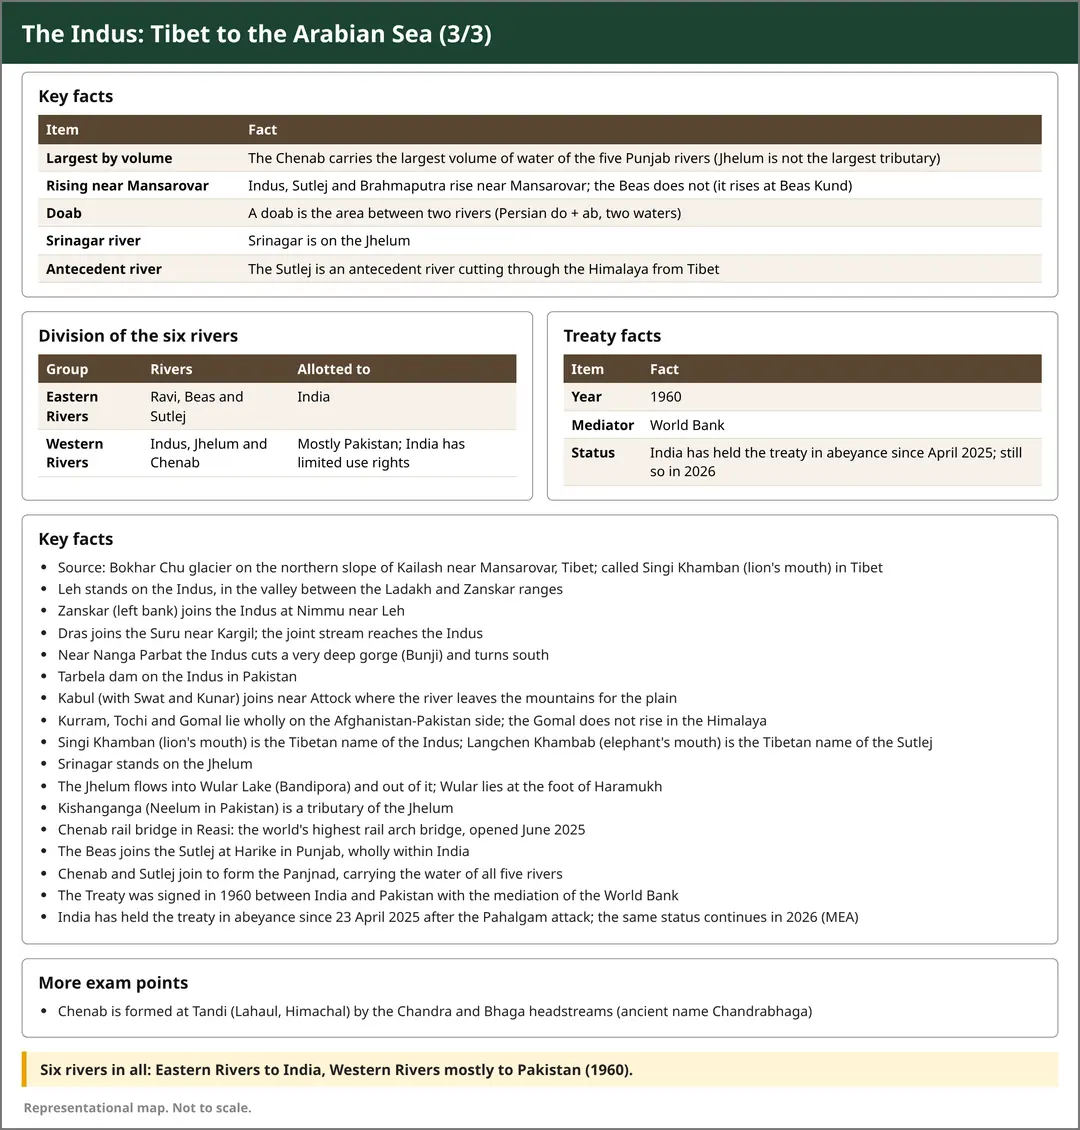 The Indus: Tibet to the Arabian Sea (3/3)
Key facts
Item Fact
Largest by volume The Chenab carries the largest volume of water of the five Punjab rivers (Jhelum is not the largest tributary)
Rising near Mansarovar Indus, Sutlej and Brahmaputra rise near Mansarovar; the Beas does not (it rises at Beas Kund)
Doab A doab is the area between two rivers (Persian do + ab, two waters)
Srinagar river Srinagar is on the Jhelum
Antecedent river The Sutlej is an antecedent river cutting through the Himalaya from Tibet
Division of the six rivers
Group Rivers Allotted to
Eastern Ravi, Beas and India
Rivers Sutlej
Western Indus, Jhelum and Mostly Pakistan; India has
Rivers Chenab limited use rights
Treaty facts
Item Fact
Year 1960
Mediator World Bank
Status India has held the treaty in abeyance since April 2025; still
so in 2026
Key facts
• Source: Bokhar Chu glacier on the northern slope of Kailash near Mansarovar, Tibet; called Singi Khamban (lion's mouth) in Tibet
• Leh stands on the Indus, in the valley between the Ladakh and Zanskar ranges
• Zanskar (left bank) joins the Indus at Nimmu near Leh
• Dras joins the Suru near Kargil; the joint stream reaches the Indus
• Near Nanga Parbat the Indus cuts a very deep gorge (Bunji) and turns south
• Tarbela dam on the Indus in Pakistan
• Kabul (with Swat and Kunar) joins near Attock where the river leaves the mountains for the plain
• Kurram, Tochi and Gomal lie wholly on the Afghanistan-Pakistan side; the Gomal does not rise in the Himalaya
• Singi Khamban (lion's mouth) is the Tibetan name of the Indus; Langchen Khambab (elephant's mouth) is the Tibetan name of the Sutlej
• Srinagar stands on the Jhelum
• The Jhelum flows into Wular Lake (Bandipora) and out of it; Wular lies at the foot of Haramukh
• Kishanganga (Neelum in Pakistan) is a tributary of the Jhelum
• Chenab rail bridge in Reasi: the world's highest rail arch bridge, opened June 2025
• The Beas joins the Sutlej at Harike in Punjab, wholly within India
• Chenab and Sutlej join to form the Panjnad, carrying the water of all five rivers
• The Treaty was signed in 1960 between India and Pakistan with the mediation of the World Bank
• India has held the treaty in abeyance since 23 April 2025 after the Pahalgam attack; the same status continues in 2026 (MEA)
More exam points
• Chenab is formed at Tandi (Lahaul, Himachal) by the Chandra and Bhaga headstreams (ancient name Chandrabhaga)
Six rivers in all: Eastern Rivers to India, Western Rivers mostly to Pakistan (1960).
Representational map. Not to scale.